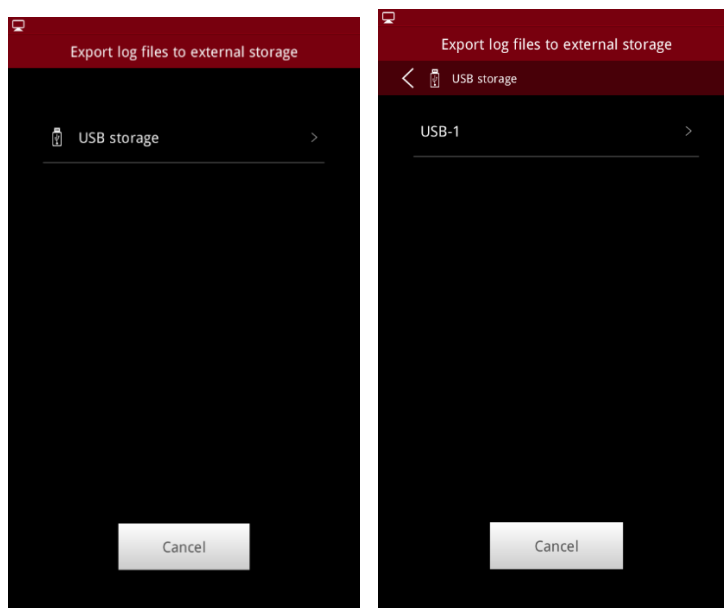 Export log files to external storage
USB storage
Cancel
Export log files to external storage
USB storage
USB-1
Cancel